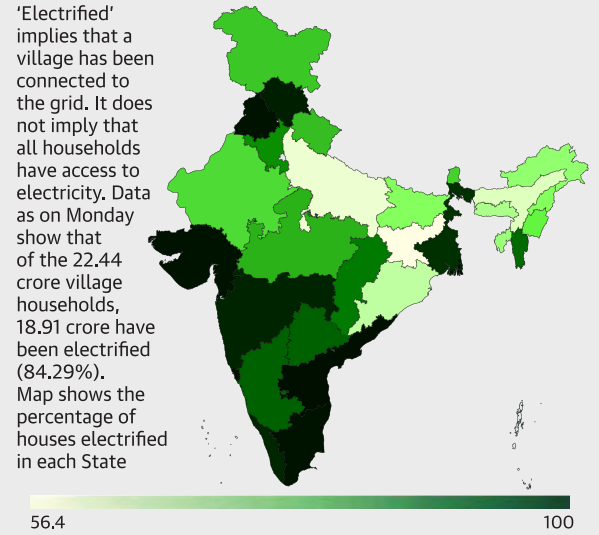 ‘Electrified’
implies that a
village has been
connected to
the grid. It does
not imply that
all households
have access to
electricity. Data
as on Monday
show that
of the 22.44
crore village
households,
18.91 crore have
been electrified
(84.29%).
Map shows the
percentage of
houses electrified
in each State
56.4 100